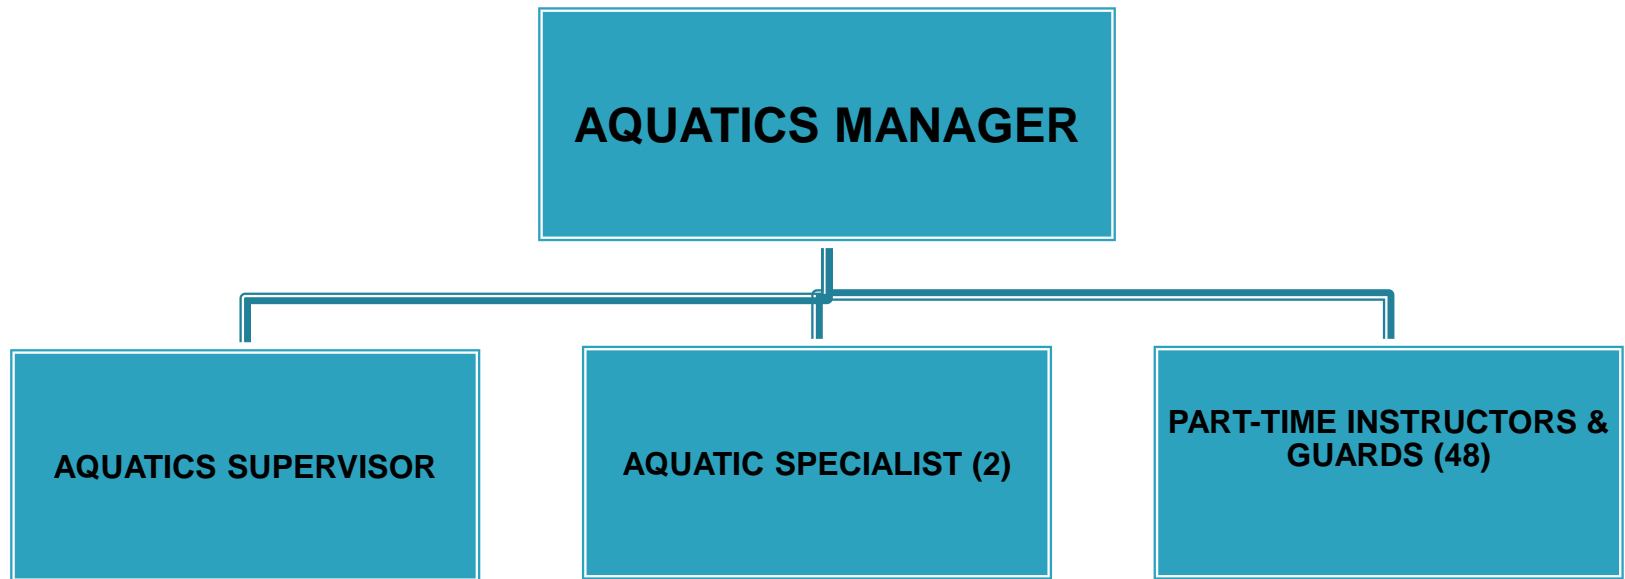 AQUATICS MANAGER
AQUATICS SUPERVISOR
AQUATIC SPECIALIST (2)
PART-TIME INSTRUCTORS &
GUARDS (48)